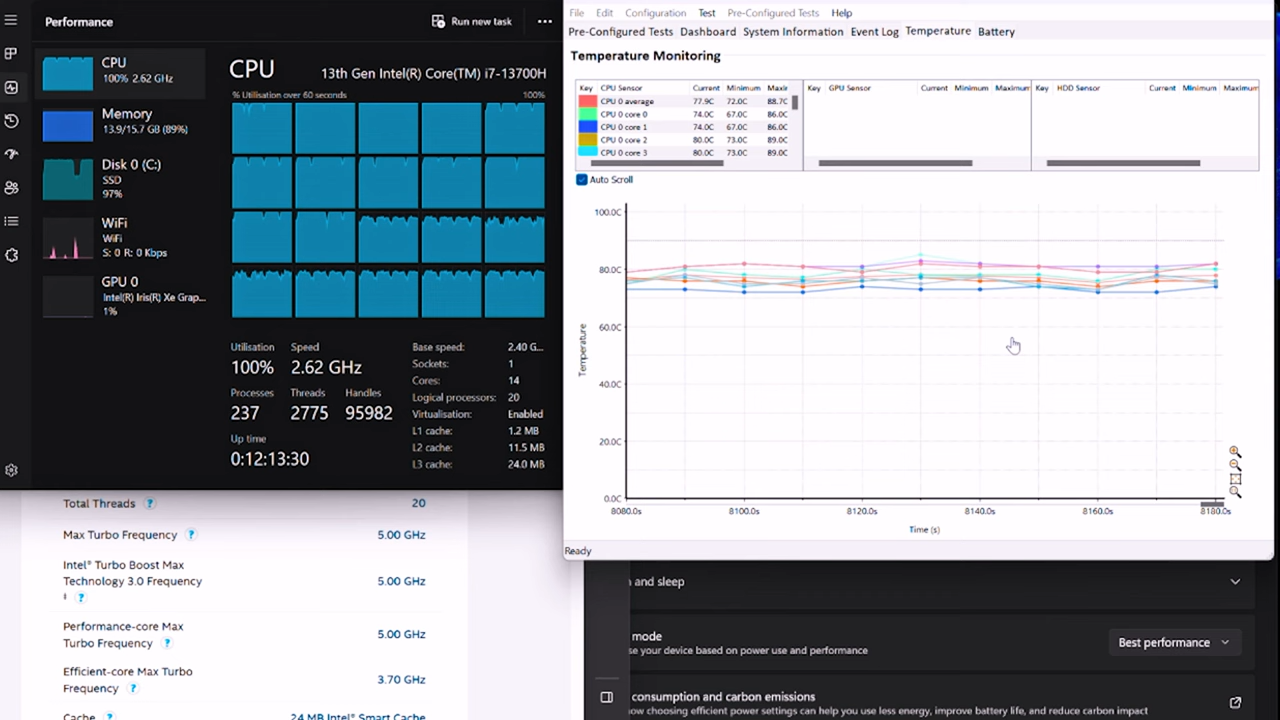 Performance
Run new task
CPU
100% 2.62 GHz
Memory
13.9/15.7 GB (89%)
Disk 0 (C:)
SSD
97%
WiFi
WiFi
S: 0 R: 0 Kbps
GPU 0
Intel(R) Iris(R) Xe Grap...
1%
CPU
13th Gen Intel(R) Core(TM) i7-13700H
% Utilisation over 60 seconds
100%
Utilisation
Speed
100%
2.62 GHz
Processes
Threads
Handles
237
2775
95982
Up time
0:12:13:30
Base speed:
2.40 G...
Sockets:
1
Cores:
14
Logical processors:
20
Virtualisation:
Enabled
L1 cache:
1.2 MB
L2 cache:
11.5 MB
L3 cache:
24.0 MB
File Edit Configuration Test Pre-Configured Tests Help
Pre-Configured Tests Dashboard System Information Event Log Temperature Battery
Temperature Monitoring
Key CPU Sensor Current Minimum Maxir
CPU 0 average 77.9C 72.0C 88.7C
CPU 0 core 0 74.0C 67.0C 86.0C
CPU 0 core 1 74.0C 67.0C 86.0C
CPU 0 core 2 80.0C 73.0C 89.0C
CPU 0 core 3 80.0C 73.0C 89.0C
Key GPU Sensor Current Minimum Maximum
Key HDD Sensor Current Minimum Maximum
Auto Scroll
100.0C
80.0C
60.0C
40.0C
20.0C
0.0C
Temperature
8080.0s 8100.0s 8120.0s 8140.0s 8160.0s 8180.0s
Time (s)
Ready
Total Threads ?
20
Max Turbo Frequency ?
5.00 GHz
Intel® Turbo Boost Max
Technology 3.0 Frequency
‡ ?
5.00 GHz
Performance-core Max
Turbo Frequency ?
5.00 GHz
Efficient-core Max Turbo
Frequency ?
3.70 GHz
Cache ?
24 MB Intel® Smart Cache
and sleep
mode
se your device based on power use and performance
Best performance
consumption and carbon emissions
ow choosing efficient power settings can help you use less energy, improve battery life, and reduce carbon impact